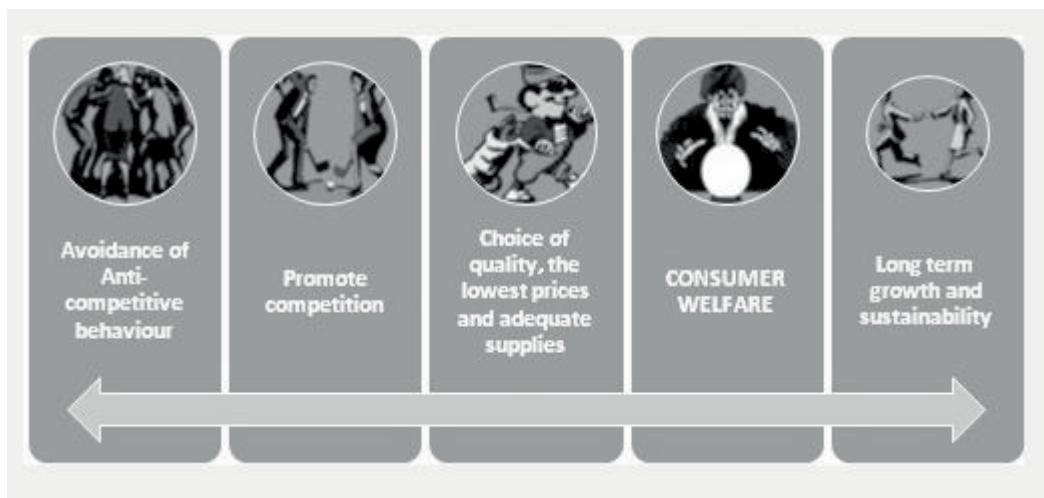 Avoidance of
Anti-
competitive
behaviour
Promote
competition
Choice of
quality, the
lowest prices
and adequate
supplies
CONSUMER
WELFARE
Long term
growth and
sustainability